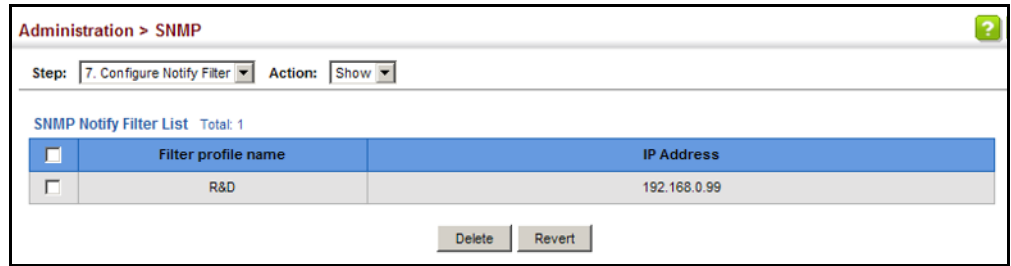 Administration > SNMP
?
Step: 7. Configure Notify Filter Action: Show
SNMP Notify Filter List Total: 1
Filter profile name IP Address
R&D 192.168.0.99
Delete Revert